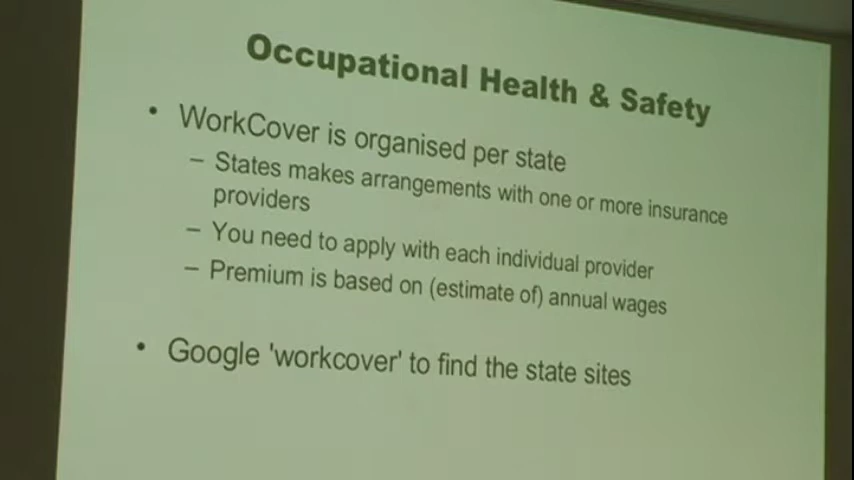 Occupational Health & Safety
• WorkCover is organised per state
– States makes arrangements with one or more insurance
providers
– You need to apply with each individual provider
– Premium is based on (estimate of) annual wages
• Google 'workcover' to find the state sites